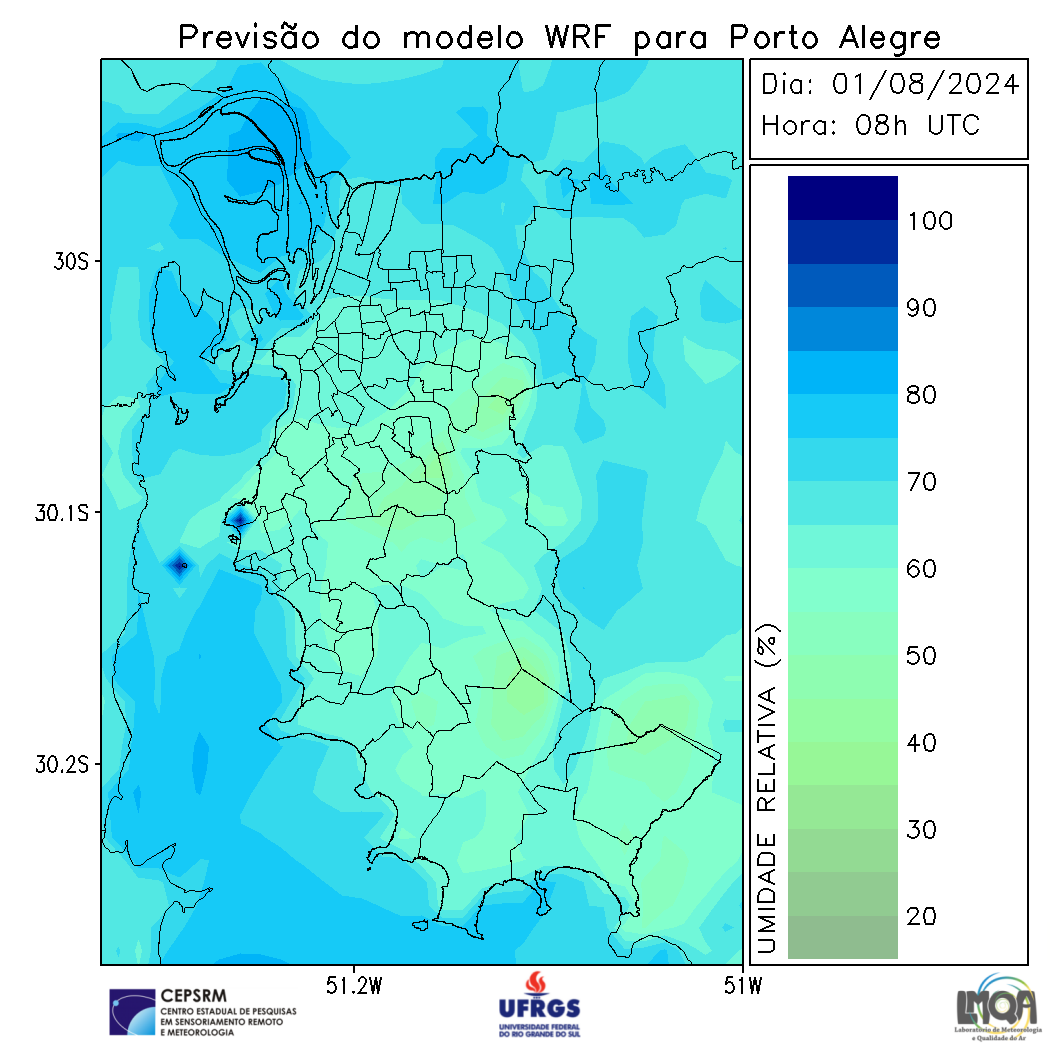 Previsão do modelo WRF para Porto Alegre
Dia: 01/08/2024
Hora: 08h UTC
30S
30.1S
30.2S
51.2W
51W
UMIDADE RELATIVA (%)
100
90
80
70
60
50
40
30
20
CEPSRM
CENTRO ESTADUAL DE PESQUISAS
EM SENSORIAMENTO REMOTO
E METEOROLOGIA
UFRGS
UNIVERSIDADE FEDERAL
DO RIO GRANDE DO SUL
LMQA
Laboratório de Meteorologia
e Qualidade do Ar